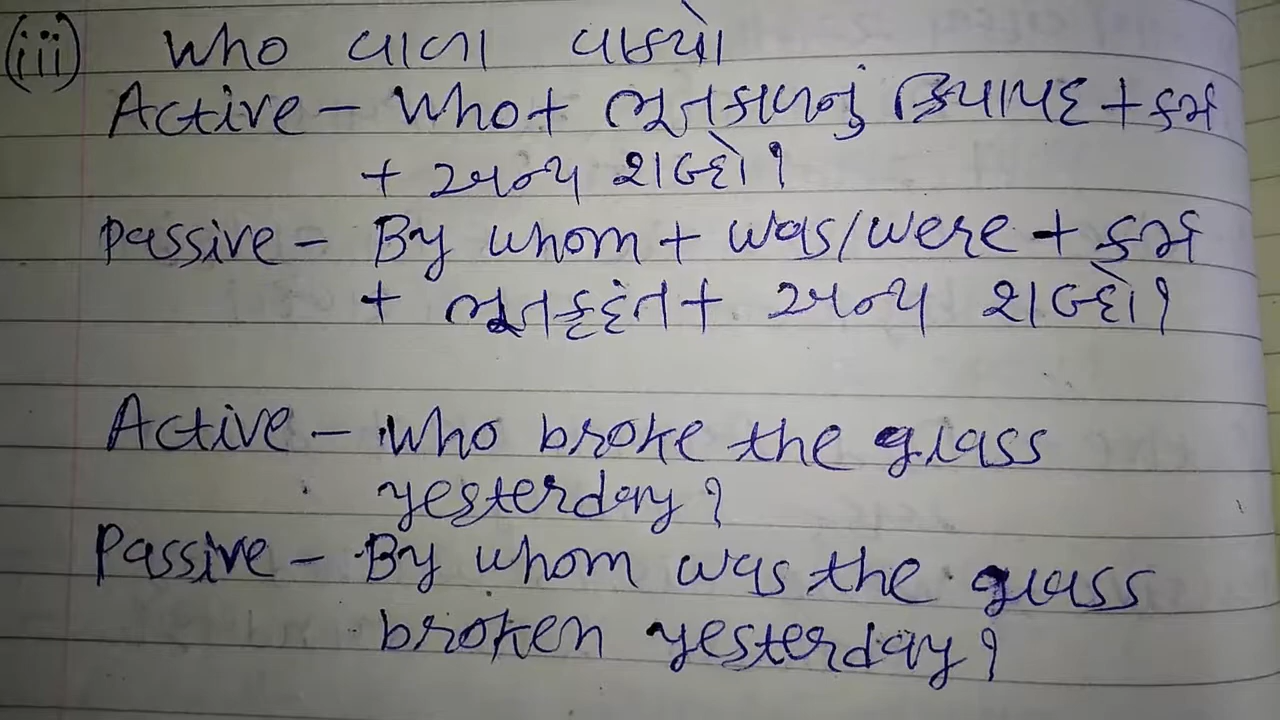 (iii) Who વાળા વાક્યો
Active - Who + ભૂતકાળનું ક્રિયાપદ + કર્મ
+ અન્ય શબ્દો?
Passive - By whom + was/were + કર્મ
+ ભૂતકૃદંત + અન્ય શબ્દો?
Active - Who broke the glass
yesterday?
Passive - By whom was the glass
broken yesterday?